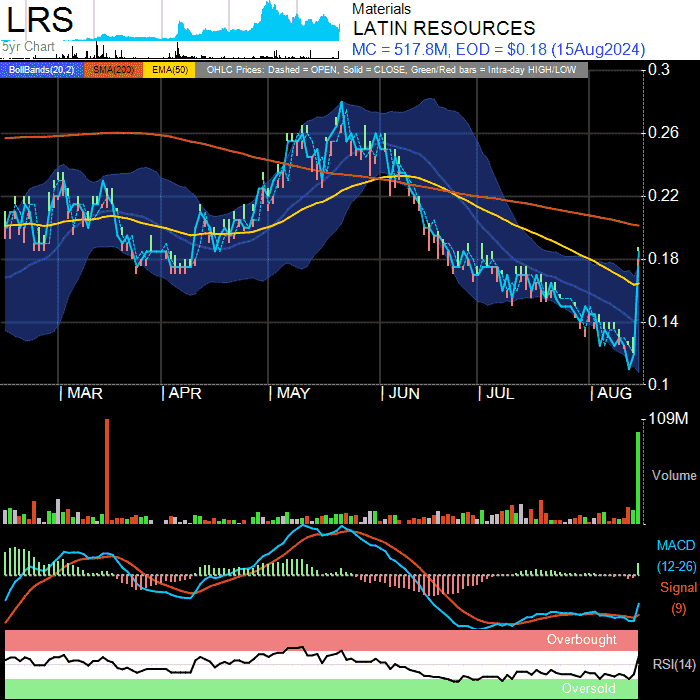 LRS
Materials
LATIN RESOURCES
5yr Chart
MC = 517.8M, EOD = $0.18 (15Aug2024)
BollBands(20,2) SMA(200) EMA(50) OHLC Prices: Dashed = OPEN, Solid = CLOSE, Green/Red bars = Intra-day HIGH/LOW
0.3
0.26
0.22
0.18
0.14
0.1
| MAR | APR | MAY | JUN | JUL | AUG
109M
Volume
MACD
(12-26)
Signal
(9)
Overbought
RSI(14)
Oversold